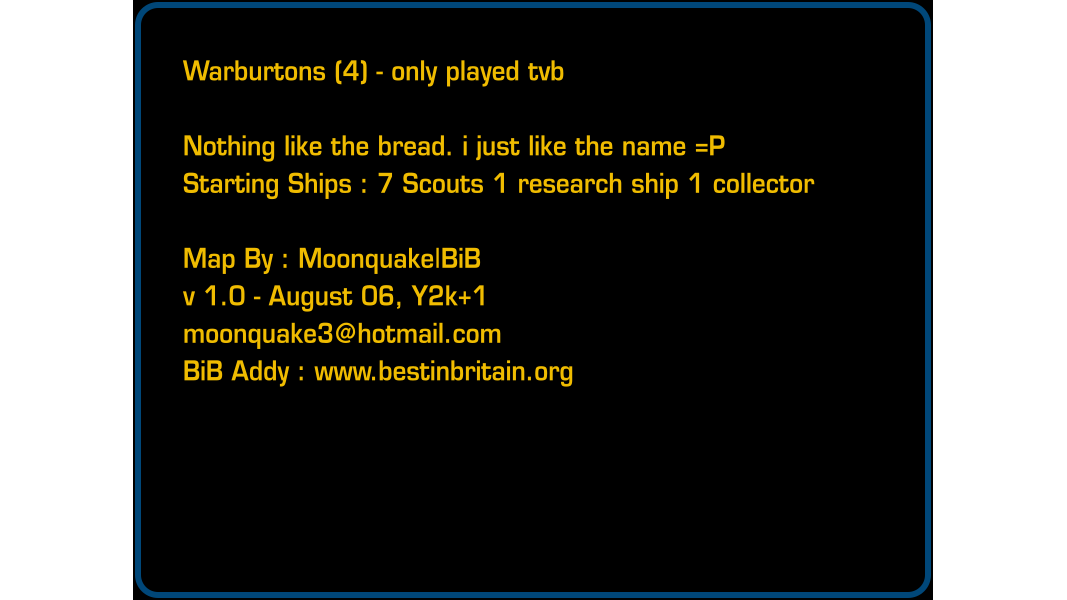 Warburtons (4) - only played tvb
Nothing like the bread. i just like the name =P
Starting Ships : 7 Scouts 1 research ship 1 collector
Map By : Moonquake|BiB
v 1.0 - August 06, Y2k+1
moonquake3@hotmail.com
BiB Addy : www.bestinbritain.org